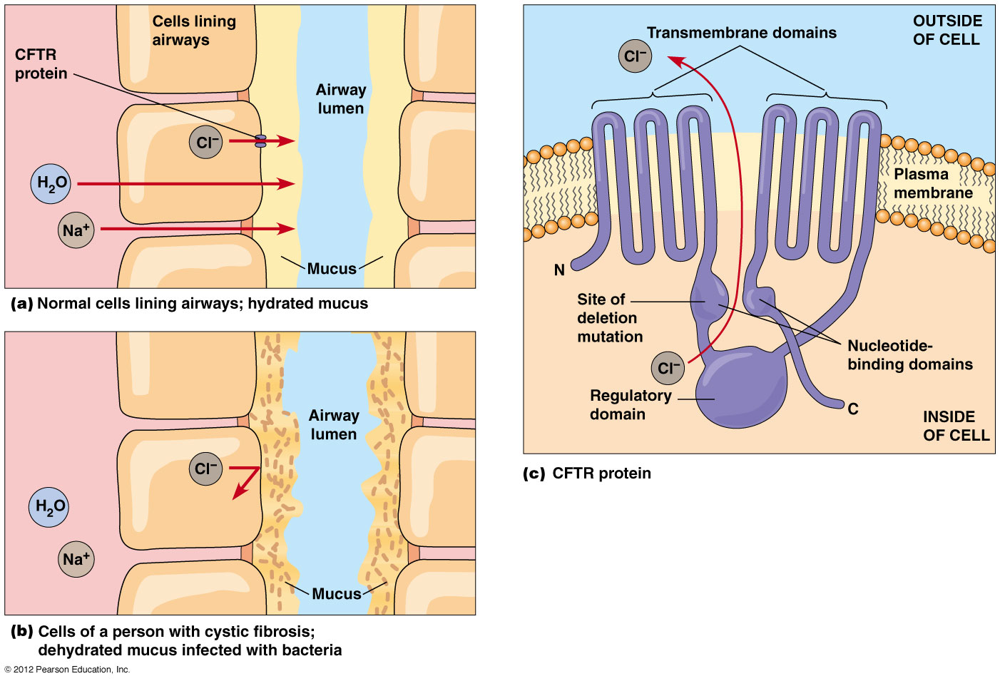 Cells lining
airways
CFTR
protein
Airway
lumen
Cl⁻
H₂O
Na⁺
Mucus
(a) Normal cells lining airways; hydrated mucus
Airway
lumen
Cl⁻
H₂O
Na⁺
Mucus
(b) Cells of a person with cystic fibrosis;
dehydrated mucus infected with bacteria
© 2012 Pearson Education, Inc.
OUTSIDE
OF CELL
Transmembrane domains
Cl⁻
Plasma
membrane
N
Site of
deletion
mutation
Nucleotide-
binding domains
Cl⁻
Regulatory
domain
C
INSIDE
OF CELL
(c) CFTR protein